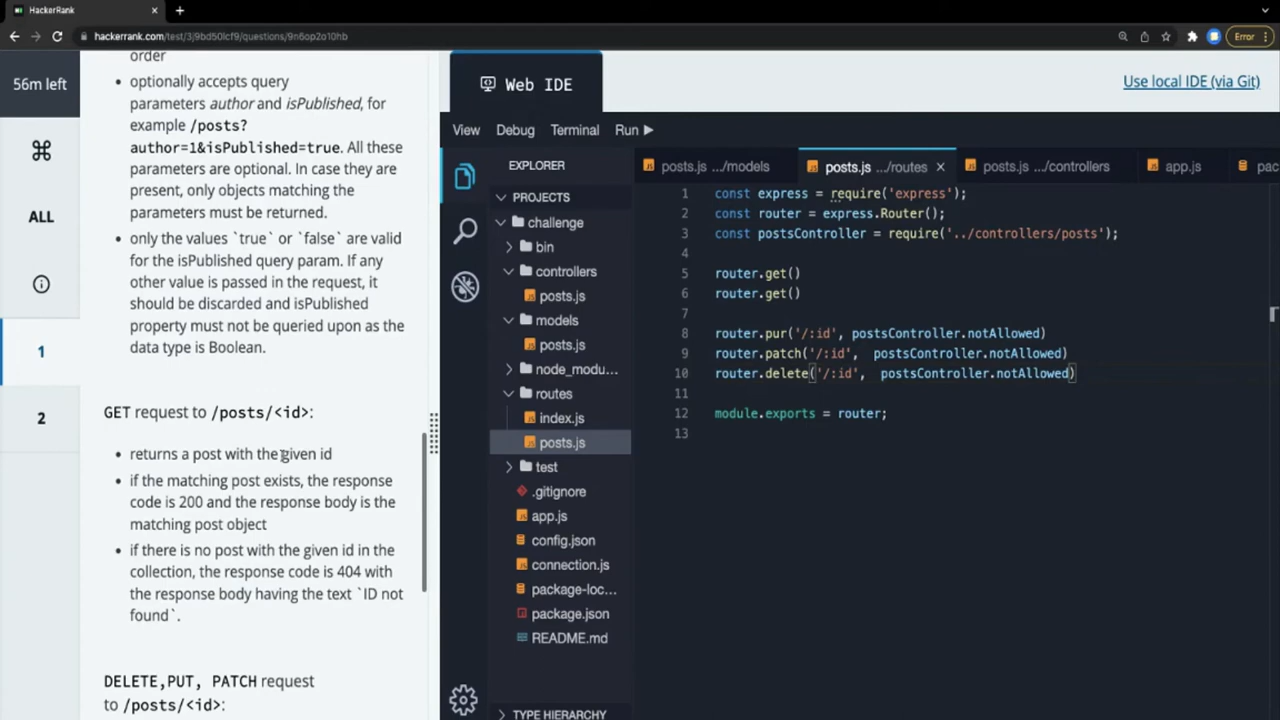 HackerRank
hackerrank.com/test/3/9bd50lcf9/questions/9n6op2o10hb
Error
56m left
ALL
1
2
order
optionally accepts query
parameters author and isPublished, for
example /posts?
author=1&isPublished=true. All these
parameters are optional. In case they are
present, only objects matching the
parameters must be returned.
only the values `true` or `false` are valid
for the isPublished query param. If any
other value is passed in the request, it
should be discarded and isPublished
property must not be queried upon as the
data type is Boolean.
GET request to /posts/<id>:
returns a post with the given id
if the matching post exists, the response
code is 200 and the response body is the
matching post object
if there is no post with the given id in the
collection, the response code is 404 with
the response body having the text `ID not
found`.
DELETE,PUT, PATCH request
to /posts/<id>:
Web IDE
Use local IDE (via Git)
View Debug Terminal Run
EXPLORER
PROJECTS
challenge
bin
controllers
posts.js
models
posts.js
node_modu...
routes
index.js
posts.js
test
.gitignore
app.js
config.json
connection.js
package-loc...
package.json
README.md
TYPE HIERARCHY
posts.js .../models posts.js .../routes posts.js .../controllers app.js pac
1 const express = require('express');
2 const router = express.Router();
3 const postsController = require('../controllers/posts');
4
5 router.get()
6 router.get()
7
8 router.pur('/:id', postsController.notAllowed)
9 router.patch('/:id', postsController.notAllowed)
10 router.delete('/:id', postsController.notAllowed)
11
12 module.exports = router;
13